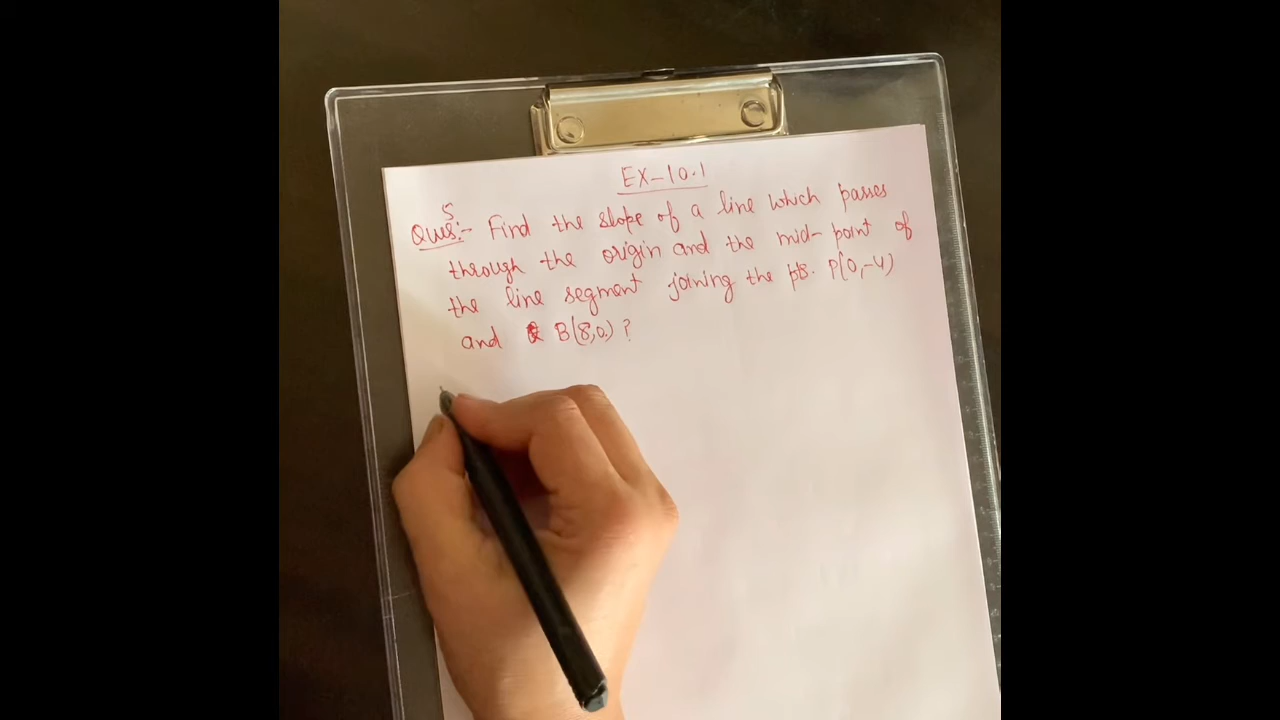 EX-10.1
5
Ques:- Find the slope of a line which passes
through the origin and the mid-point of
the line segment joining the pts. P(0,-4)
and B(8,0.)?